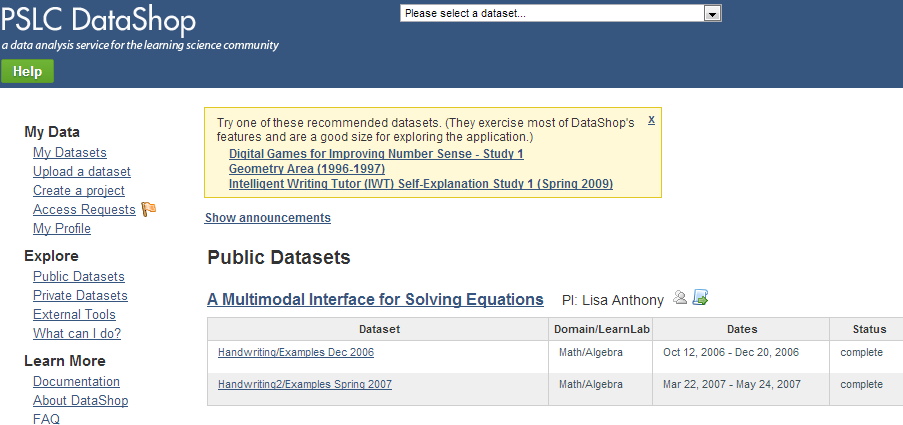 PSLC DataShop
a data analysis service for the learning science community
Please select a dataset...
Help
My Data
My Datasets
Upload a dataset
Create a project
Access Requests
My Profile
Explore
Public Datasets
Private Datasets
External Tools
What can I do?
Learn More
Documentation
About DataShop
FAQ
Try one of these recommended datasets. (They exercise most of DataShop's
features and are a good size for exploring the application.)
x
Digital Games for Improving Number Sense - Study 1
Geometry Area (1996-1997)
Intelligent Writing Tutor (IWT) Self-Explanation Study 1 (Spring 2009)
Show announcements
Public Datasets
A Multimodal Interface for Solving Equations PI: Lisa Anthony
Dataset Domain/LearnLab Dates Status
Handwriting/Examples Dec 2006 Math/Algebra Oct 12, 2006 - Dec 20, 2006 complete
Handwriting2/Examples Spring 2007 Math/Algebra Mar 22, 2007 - May 24, 2007 complete